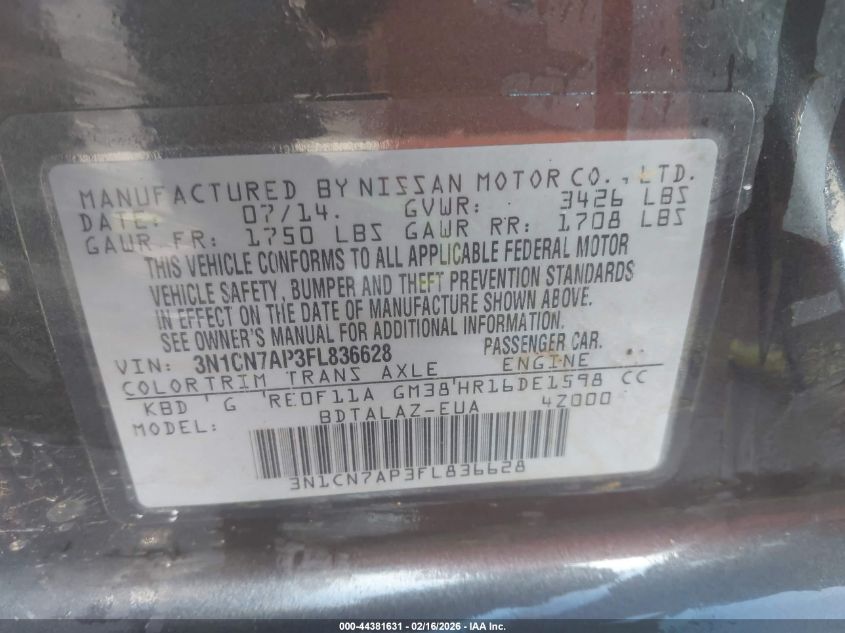 MANUFACTURED BY NISSAN MOTOR CO., LTD.
DATE: 07/14. GVWR: 3426 LBS
GAWR FR: 1750 LBS GAWR RR: 1708 LBS
THIS VEHICLE CONFORMS TO ALL APPLICABLE FEDERAL MOTOR
VEHICLE SAFETY, BUMPER AND THEFT PREVENTION STANDARDS
IN EFFECT ON THE DATE OF MANUFACTURE SHOWN ABOVE.
SEE OWNER'S MANUAL FOR ADDITIONAL INFORMATION.
VIN: 3N1CN7AP3FL836628 PASSENGER CAR.
COLORTRIM TRANS AXLE ENGINE
KBD 'G 'RE0F11A GM38'HR16DE1598 CC
MODEL: BDTALAZ-EUA 4Z000
3N1CN7AP3FL836628
000-44381631 - 02/16/2026 - IAA Inc.